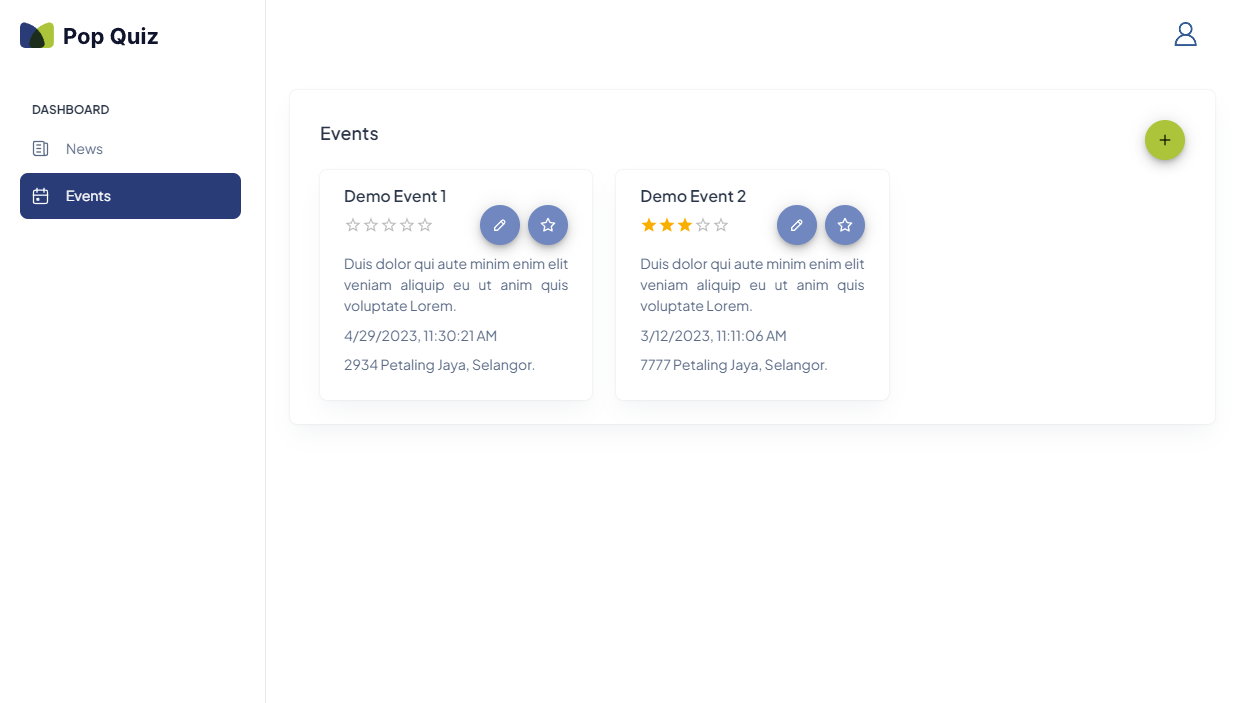 Pop Quiz
DASHBOARD
News
Events
Events
Demo Event 1
Duis dolor qui aute minim enim elit
veniam aliquip eu ut anim quis
voluptate Lorem.
4/29/2023, 11:30:21 AM
2934 Petaling Jaya, Selangor.
Demo Event 2
Duis dolor qui aute minim enim elit
veniam aliquip eu ut anim quis
voluptate Lorem.
3/12/2023, 11:11:06 AM
7777 Petaling Jaya, Selangor.